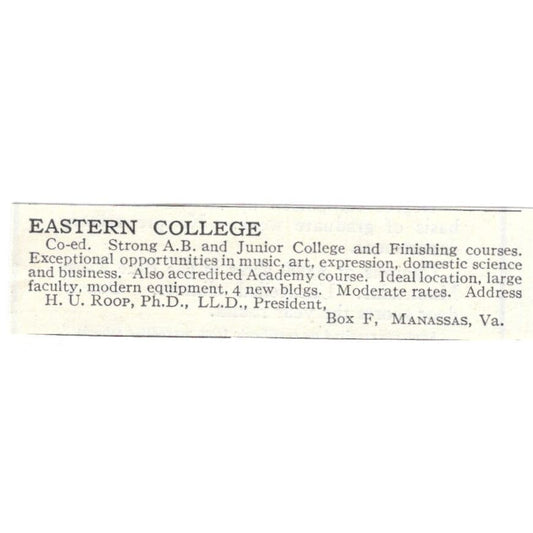 EASTERN COLLEGE
Co-ed. Strong A.B. and Junior College and Finishing courses.
Exceptional opportunities in music, art, expression, domestic science
and business. Also accredited Academy course. Ideal location, large
faculty, modern equipment, 4 new bldgs. Moderate rates. Address
H. U. ROOP, Ph.D., LL.D., President,
Box F, MANASSAS, Va.